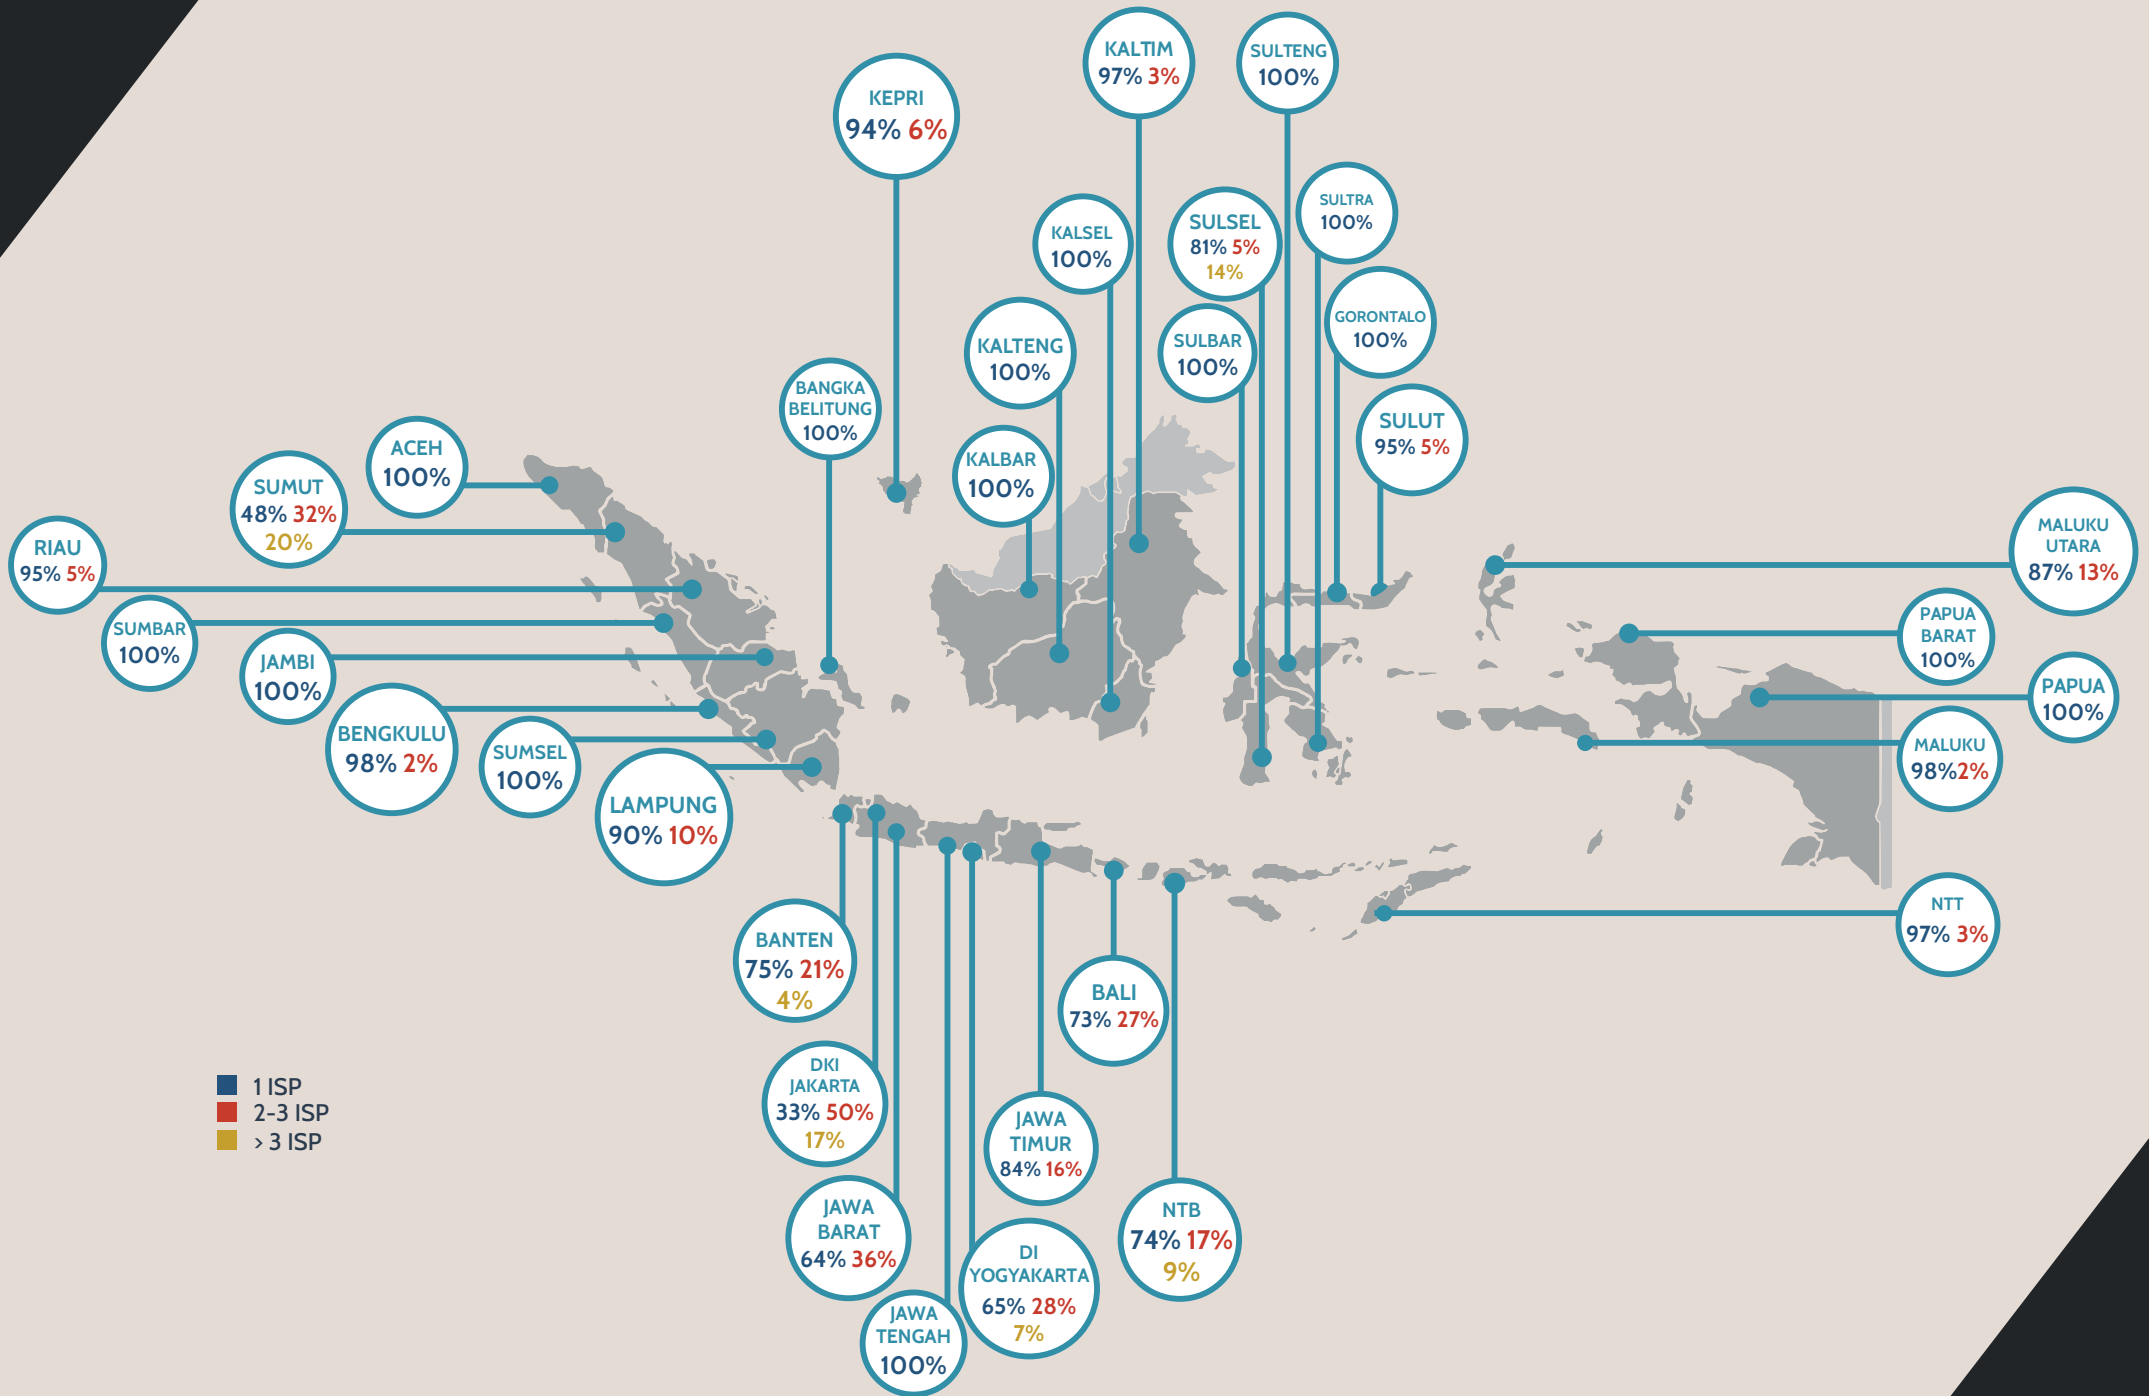 KALTIM
97% 3%
SULTENG
100%
KEPRI
94% 6%
SULTRA
100%
KALSEL
100%
SULSEL
81% 5%
14%
GORONTALO
100%
KALTENG
100%
SULBAR
100%
BANGKA
BELITUNG
100%
SULUT
95% 5%
KALBAR
100%
ACEH
100%
SUMUT
48% 32%
20%
RIAU
95% 5%
SUMBAR
100%
JAMBI
100%
BENGKULU
98% 2%
SUMSEL
100%
LAMPUNG
90% 10%
MALUKU
UTARA
87% 13%
PAPUA
BARAT
100%
PAPUA
100%
MALUKU
98%2%
NTT
97% 3%
BANTEN
75% 21%
4%
BALI
73% 27%
DKI
JAKARTA
33% 50%
17%
JAWA
TIMUR
84% 16%
JAWA
BARAT
64% 36%
NTB
74% 17%
9%
DI
YOGYAKARTA
65% 28%
7%
JAWA
TENGAH
100%
1 ISP
2-3 ISP
> 3 ISP